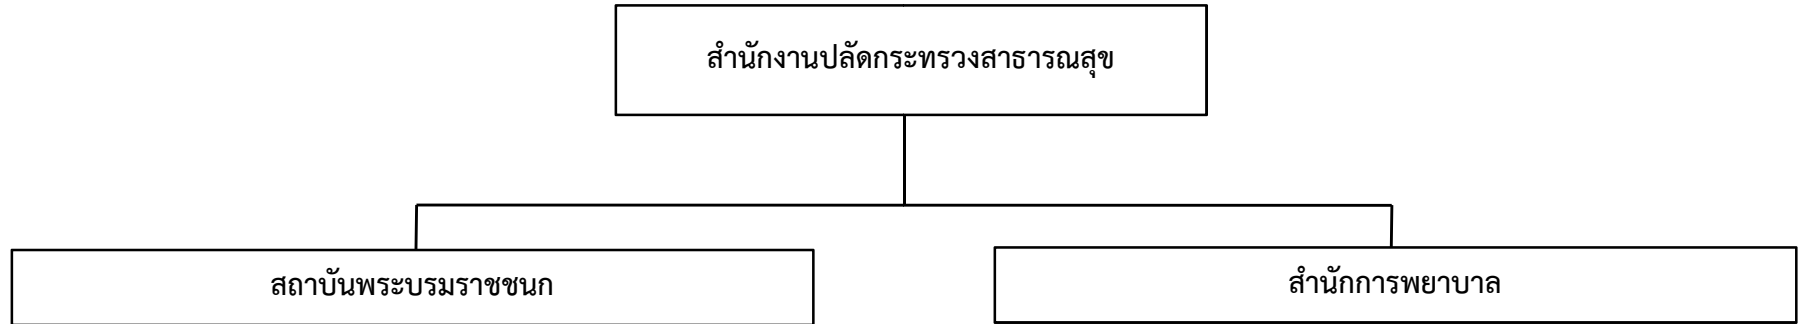 สำนักงานปลัดกระทรวงสาธารณสุข
สถาบันพระบรมราชชนก
สำนักการพยาบาล